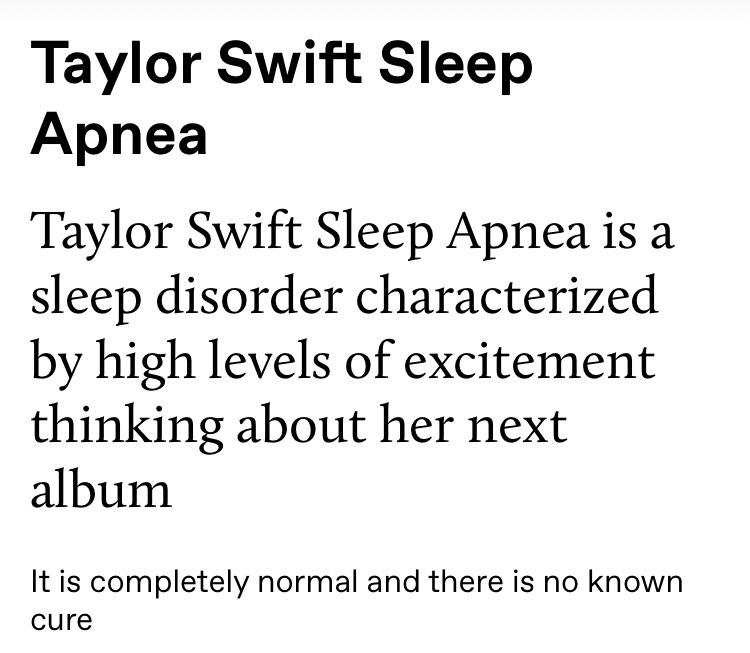 Taylor Swift Sleep
Apnea
Taylor Swift Sleep Apnea is a
sleep disorder characterized
by high levels of excitement
thinking about her next
album
It is completely normal and there is no known
cure